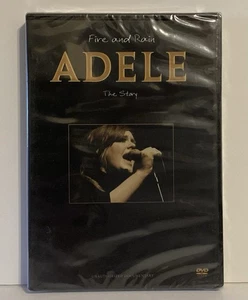 Fire and Rain
ADELE
The Story
DVD